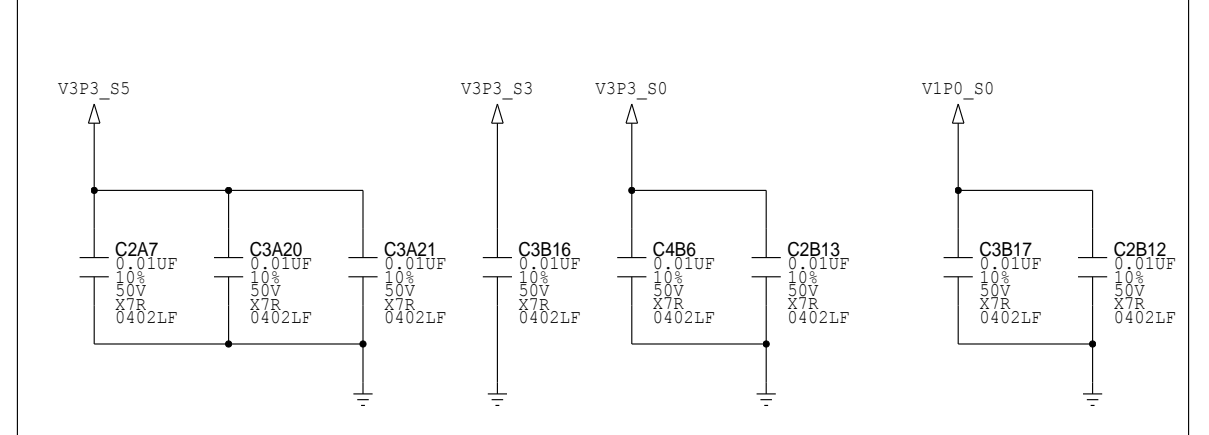 V3P3_S5
V3P3_S3
V3P3_S0
V1P0_S0
C2A7
0.01UF
10%
50V
X7R
0402LF
C3A20
0.01UF
10%
50V
X7R
0402LF
C3A21
0.01UF
10%
50V
X7R
0402LF
C3B16
0.01UF
10%
50V
X7R
0402LF
C4B6
0.01UF
10%
50V
X7R
0402LF
C2B13
0.01UF
10%
50V
X7R
0402LF
C3B17
0.01UF
10%
50V
X7R
0402LF
C2B12
0.01UF
10%
50V
X7R
0402LF